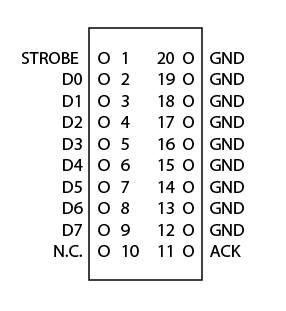 STROBE O 1 20 O GND
D0 O 2 19 O GND
D1 O 3 18 O GND
D2 O 4 17 O GND
D3 O 5 16 O GND
D4 O 6 15 O GND
D5 O 7 14 O GND
D6 O 8 13 O GND
D7 O 9 12 O GND
N.C. O 10 11 O ACK